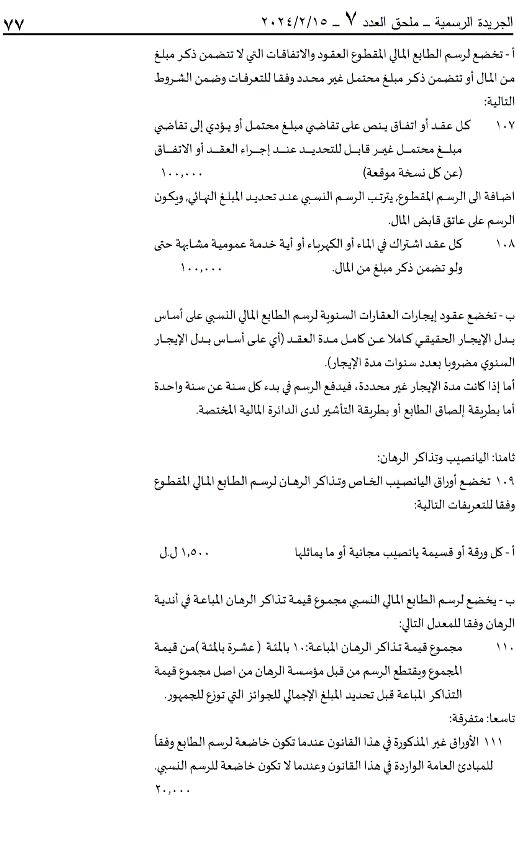 الجريدة الرسمية – ملحق العدد ٧ – ٢٠٢٤/٢/١٥
٧٧
أ - تخضع لرسم الطابع المالي المقطوع العقود والاتفاقات التي لا تتضمن ذكر مبلغ
من المال أو تتضمن ذكر مبلغ محتمل غير محدد وفقا للتعرفات وضمن الشروط
التالية:
١٠٧ كل عقد أو اتفاق ينص على تقاضي مبلغ محتمل أو يؤدي إلى تقاضي
مبلغ محتمل غير قابل للتحديد عند إجراء العقد أو الاتفاق
(عن كل نسخة موقعة) ١٠٠,٠٠٠
اضافة الى الرسم المقطوع, يترتب الرسم النسبي عند تحديد المبلغ النهائي, ويكون
الرسم على عاتق قابض المال.
١٠٨ كل عقد اشتراك في الماء أو الكهرباء أو أية خدمة عمومية مشابهة حتى
ولو تضمن ذكر مبلغ من المال. ١٠٠,٠٠٠
ب - تخضع عقود إيجارات العقارات السنوية لرسم الطابع المالي النسبي على أساس
بدل الإيجار الحقيقي كاملا عن كامل مدة العقد (أي على أساس بدل الإيجار
السنوي مضروبا بعدد سنوات مدة الإيجار).
أما إذا كانت مدة الإيجار غير محددة، فيدفع الرسم في بدء كل سنة عن سنة واحدة
أما بطريقة إلصاق الطابع أو بطريقة التأشير لدى الدائرة المالية المختصة.
ثامنا: اليانصيب وتذاكر الرهان:
١٠٩ تخضع أوراق اليانصيب الخاص وتذاكر الرهان لرسم الطابع المالي المقطوع
وفقا للتعريفات التالية:
أ - كل ورقة أو قسيمة يانصيب مجانية أو ما يماثلها ١,٥٠٠ ل.ل
ب - يخضع لرسم الطابع المالي النسبي مجموع قيمة تذاكر الرهان المباعة في أندية
الرهان وفقا للمعدل التالي:
١١٠ مجموع قيمة تذاكر الرهان المباعة: ١٠ بالمئة (عشرة بالمئة )من قيمة
المجموع ويقتطع الرسم من قبل مؤسسة الرهان من اصل مجموع قيمة
التذاكر المباعة قبل تحديد المبلغ الإجمالي للجوائز التي توزع للجمهور.
تاسعا: متفرقة:
١١١ الأوراق غير المذكورة في هذا القانون عندما تكون خاضعة لرسم الطابع وفقاً
للمبادئ العامة الواردة في هذا القانون وعندما لا تكون خاضعة للرسم النسبي.
٢٠,٠٠٠